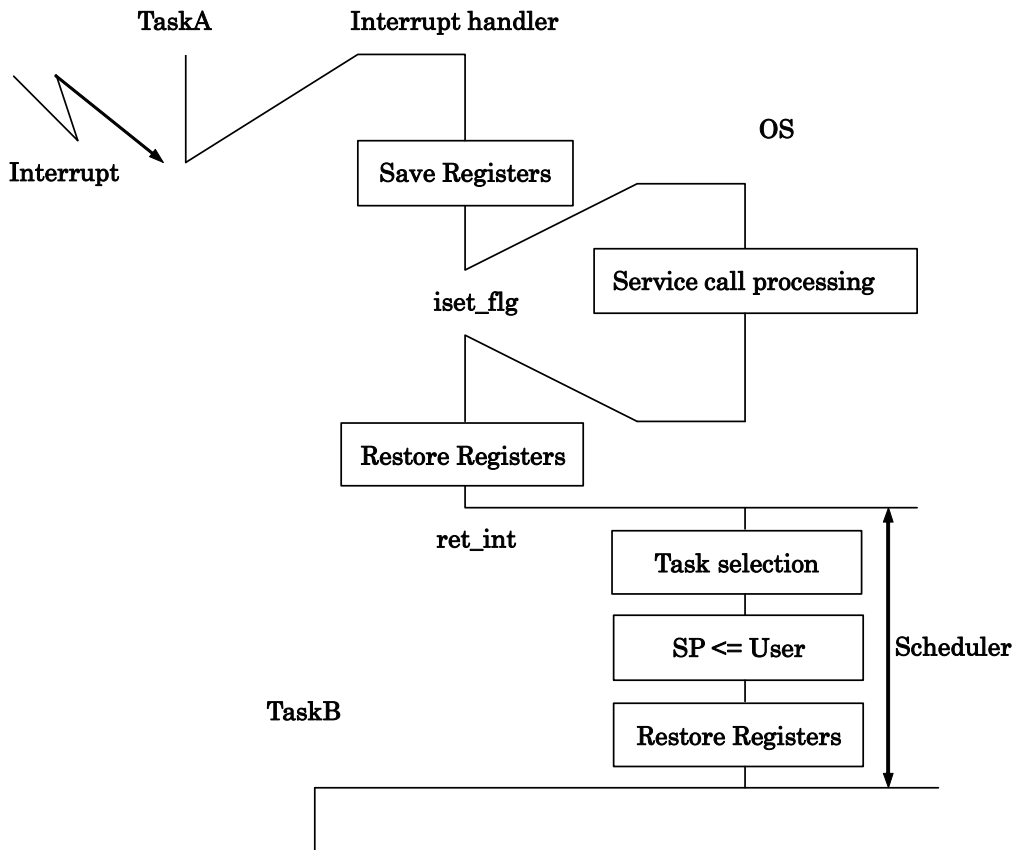 TaskA
Interrupt handler
OS
Interrupt
Save Registers
Service call processing
iset_flg
Restore Registers
ret_int
Task selection
SP <= User
Scheduler
TaskB
Restore Registers